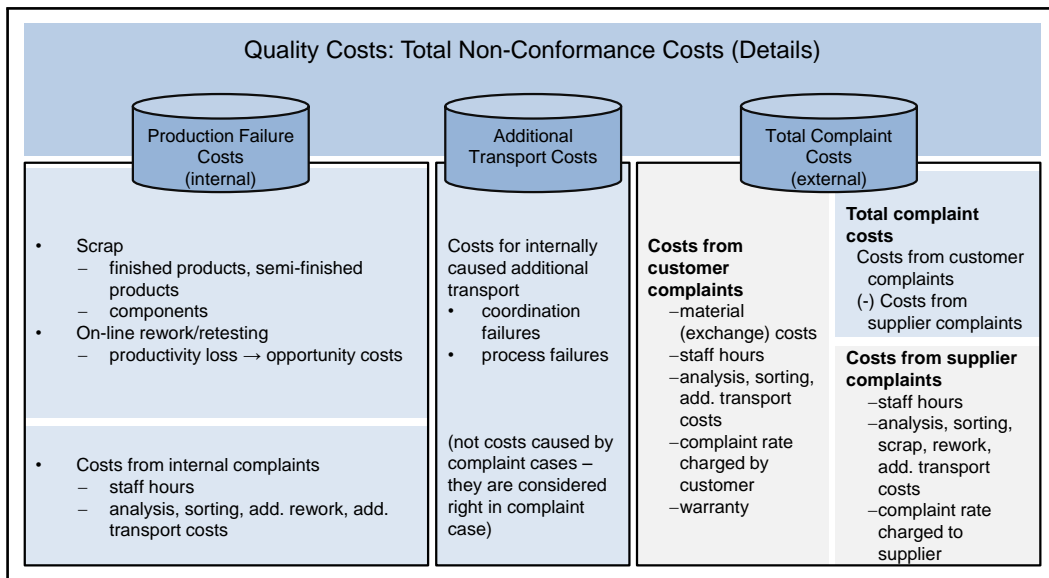 Quality Costs: Total Non-Conformance Costs (Details)
Production Failure
Costs
(internal)
• Scrap
– finished products, semi-finished
products
– components
• On-line rework/retesting
– productivity loss → opportunity costs
• Costs from internal complaints
– staff hours
– analysis, sorting, add. rework, add.
transport costs
Additional
Transport Costs
Costs for internally
caused additional
transport
• coordination
failures
• process failures
(not costs caused by
complaint cases –
they are considered
right in complaint
case)
Total Complaint
Costs
(external)
Costs from
customer
complaints
–material
(exchange) costs
–staff hours
–analysis, sorting,
add. transport
costs
–complaint rate
charged by
customer
–warranty
Total complaint
costs
Costs from customer
complaints
(-) Costs from
supplier complaints
Costs from supplier
complaints
–staff hours
–analysis, sorting,
scrap, rework,
add. transport
costs
–complaint rate
charged to
supplier